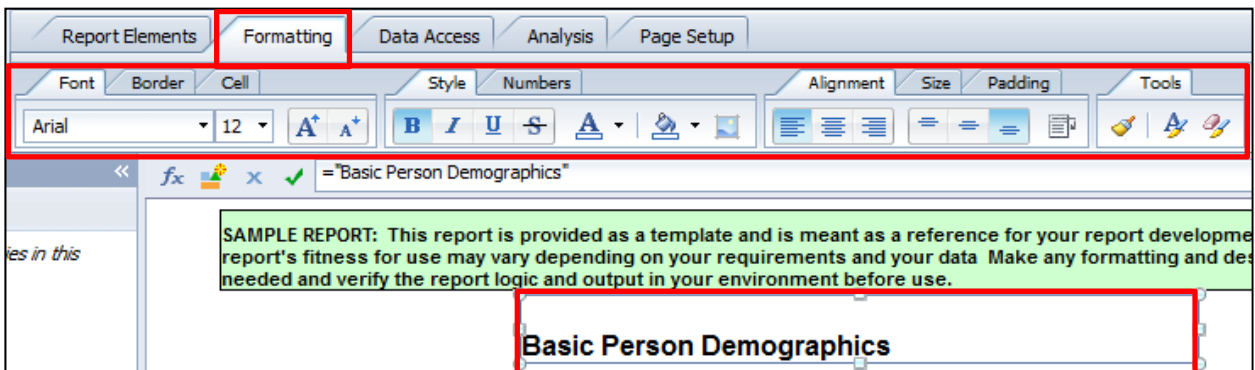 Report Elements Formatting Data Access Analysis Page Setup
Font Border Cell Style Numbers Alignment Size Padding Tools
Arial 12 A A B I U S A A
fx ="Basic Person Demographics"
SAMPLE REPORT: This report is provided as a template and is meant as a reference for your report
ies in this
report's fitness for use may vary depending on your requirements and your data Make any formatting and
needed and verify the report logic and output in your environment before use.
Basic Person Demographics